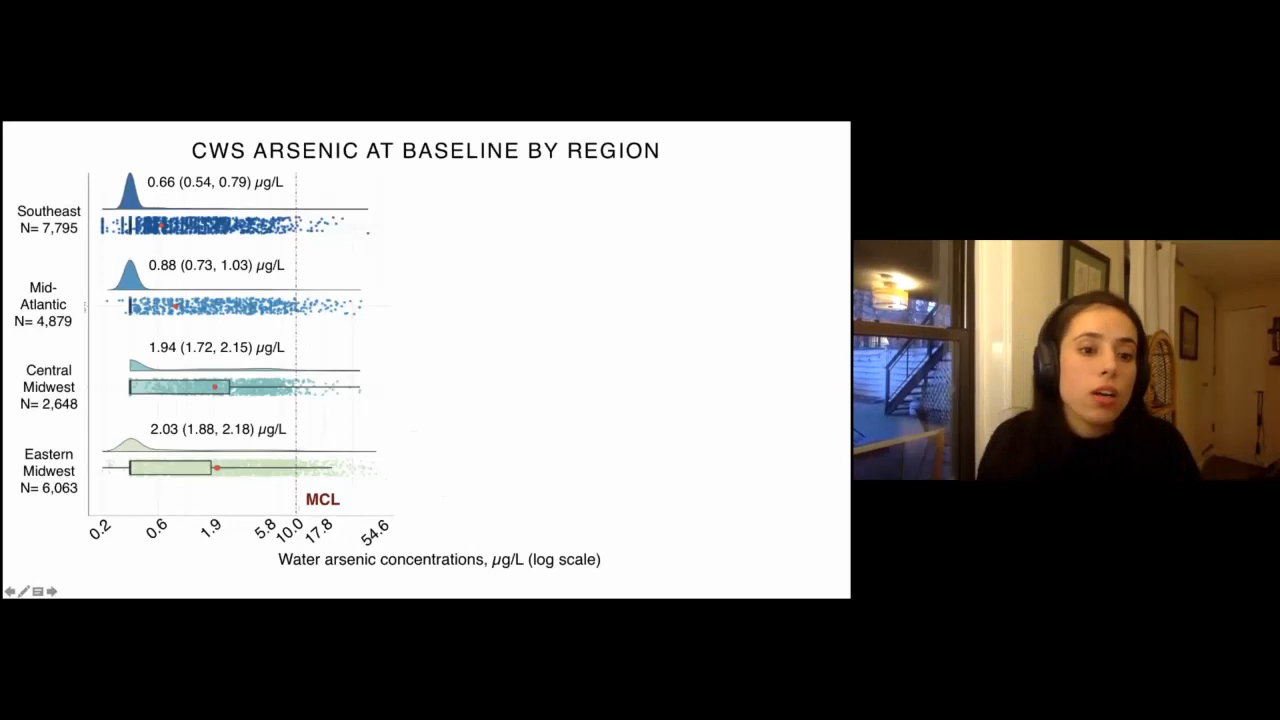 CWS ARSENIC AT BASELINE BY REGION
0.66 (0.54, 0.79) µg/L
Southeast
N= 7,795
0.88 (0.73, 1.03) µg/L
Mid-
Atlantic
N= 4,879
1.94 (1.72, 2.15) µg/L
Central
Midwest
N= 2,648
2.03 (1.88, 2.18) µg/L
Eastern
Midwest
N= 6,063
MCL
0.2 0.6 1.9 5.8 10.0 17.8 54.6
Water arsenic concentrations, µg/L (log scale)